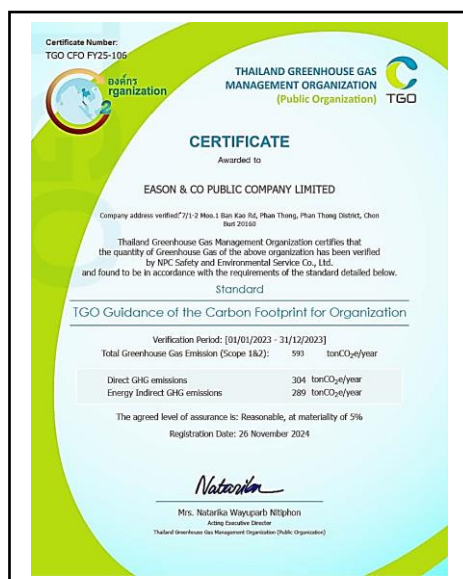 Certificate Number:
TGO CFO FY25-106
องค์กร
rganization
2
THAILAND GREENHOUSE GAS
MANAGEMENT ORGANIZATION
(Public Organization)
TGO
CERTIFICATE
Awarded to
EASON & CO PUBLIC COMPANY LIMITED
Company address verified:"7/1-2 Moo.1 Ban Kao Rd, Phan Thong, Phan Thong District, Chon
Buri 20160
Thailand Greenhouse Gas Management Organization certifies that
the quantity of Greenhouse Gas of the above organization has been verified
by NPC Safety and Environmental Service Co., Ltd.
and found to be in accordance with the requirements of the standard detailed below.
Standard
TGO Guidance of the Carbon Footprint for Organization
Verification Period: [01/01/2023 - 31/12/2023]
Total Greenhouse Gas Emission (Scope 1&2): 593 tonCO₂e/year
Direct GHG emissions 304 tonCO₂e/year
Energy Indirect GHG emissions 289 tonCO₂e/year
The agreed level of assurance is: Reasonable, at materiality of 5%
Registration Date: 26 November 2024
Natarika
Mrs. Natarika Wayuparb Nitiphon
Acting Executive Director
Thailand Greenhouse Gas Management Organization (Public Organization)